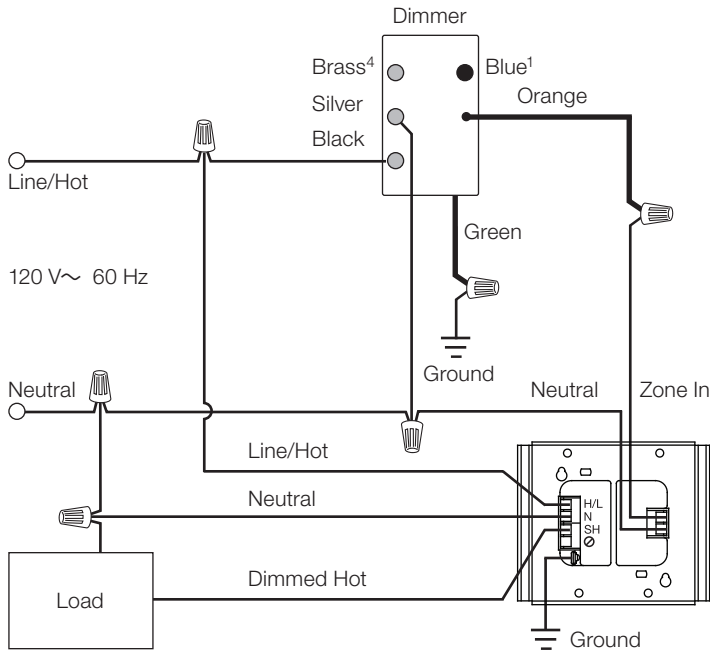 Dimmer
Brass⁴
Blue¹
Silver
Orange
Black
Line/Hot
Green
120 V~ 60 Hz
Ground
Neutral
Neutral
Zone In
Line/Hot
H/L
Neutral
N
SH
Dimmed Hot
Load
Ground